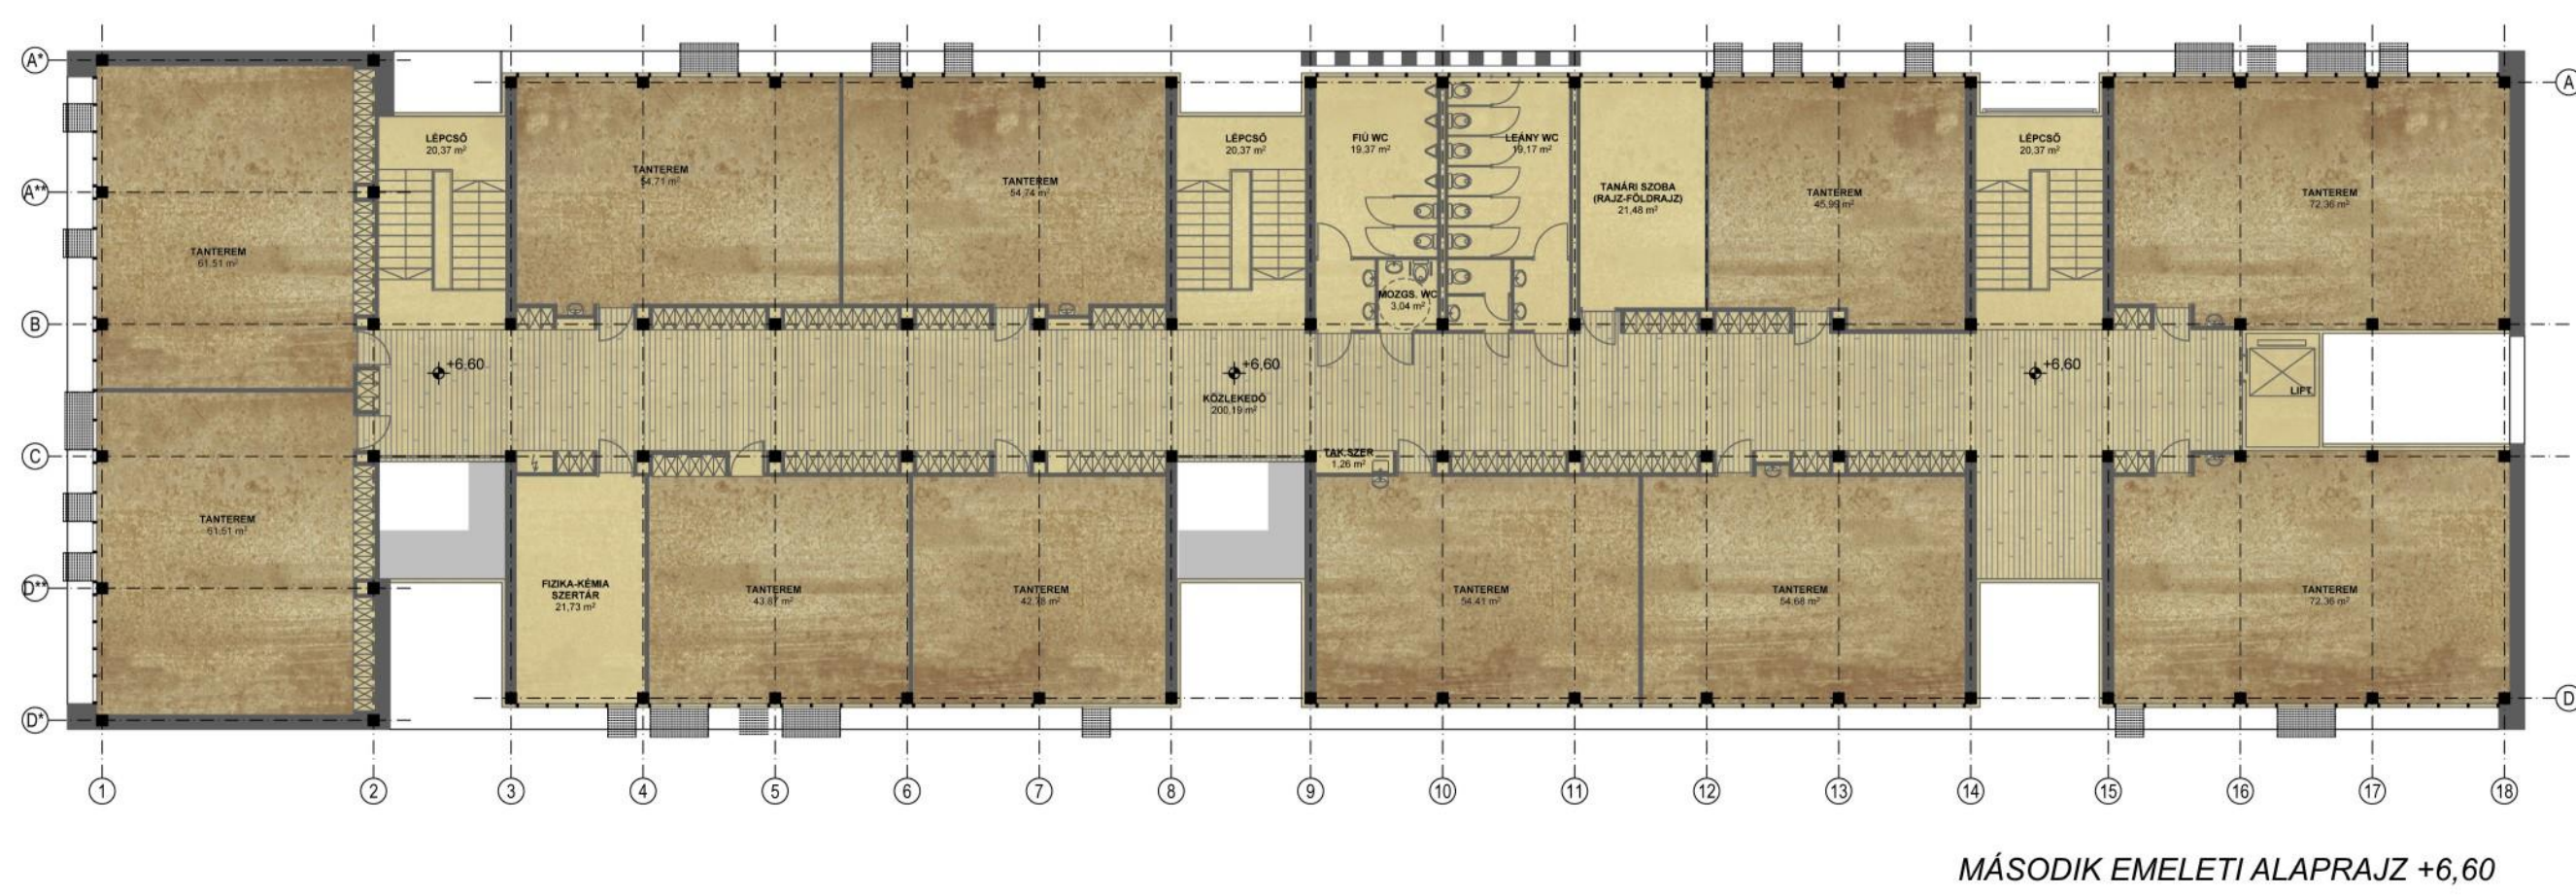 A*
A
LÉPCSŐ
20,37 m²
LÉPCSŐ
20,37 m²
FIÚ WC
19,37 m²
LEÁNY WC
19,17 m²
LÉPCSŐ
20,37 m²
TANTEREM
54,71 m²
TANTEREM
54,74 m²
TANÁRI SZOBA
(RAJZ-FÖLDRAJZ)
21,48 m²
TANTEREM
45,99 m²
TANTEREM
72,36 m²
A**
TANTEREM
61,51 m²
MOZGS. WC
3,04 m²
B
+6,60
+6,60
+6,60
KÖZLEKEDŐ
200,19 m²
LIFT
C
TAK.SZER
1,26 m²
TANTEREM
61,51 m²
D**
FIZIKA-KÉMIA
SZERTÁR
21,73 m²
TANTEREM
43,87 m²
TANTEREM
42,78 m²
TANTEREM
54,41 m²
TANTEREM
54,68 m²
TANTEREM
72,36 m²
D*
D
1 2 3 4 5 6 7 8 9 10 11 12 13 14 15 16 17 18
MÁSODIK EMELETI ALAPRAJZ +6,60